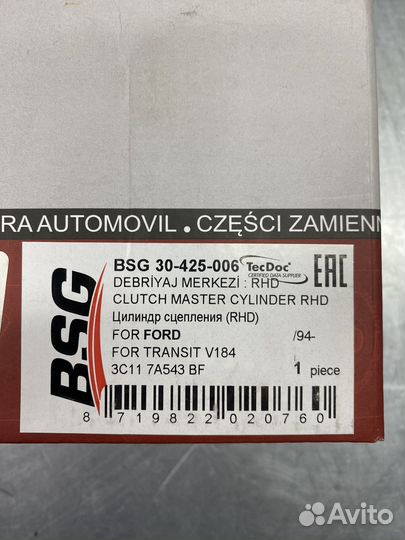 RA AUTOMOVIL • CZĘŚCI ZAMIENN
BSG
BSG 30-425-006 TecDoc EAC
CERTIFIED DATA SUPPLIER
DEBRİYAJ MERKEZİ : RHD
CLUTCH MASTER CYLINDER RHD
Цилиндр сцепления (RHD)
FOR FORD /94-
FOR TRANSIT V184
3C11 7A543 BF 1 piece
8 719822 020760
Avito